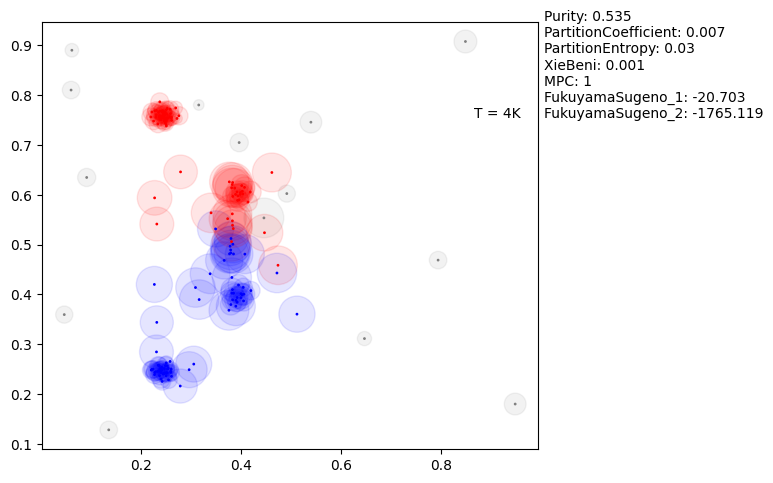 Purity: 0.535
PartitionCoefficient: 0.007
PartitionEntropy: 0.03
XieBeni: 0.001
MPC: 1
FukuyamaSugeno_1: -20.703
FukuyamaSugeno_2: -1765.119
T = 4K
0.9
0.8
0.7
0.6
0.5
0.4
0.3
0.2
0.1
0.2
0.4
0.6
0.8